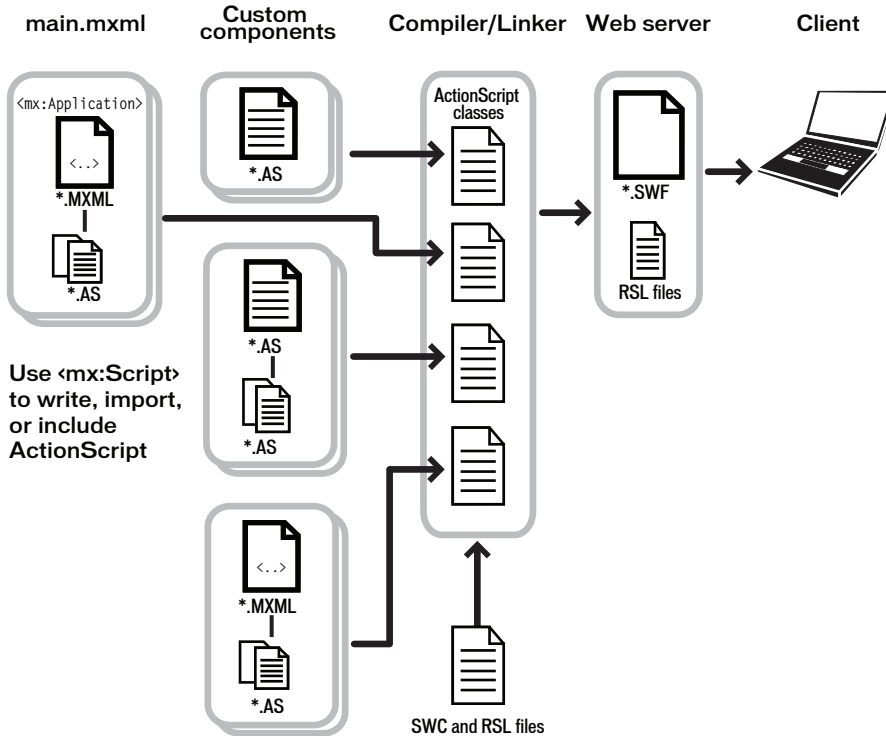 main.mxml
Custom
components
Compiler/Linker
Web server
Client
<mx:Application>
<..>
*.MXML
*.AS
Use <mx:Script>
to write, import,
or include
ActionScript
*.AS
*.AS
*.AS
<..>
*.MXML
*.AS
ActionScript
classes
SWC and RSL files
*.SWF
RSL files